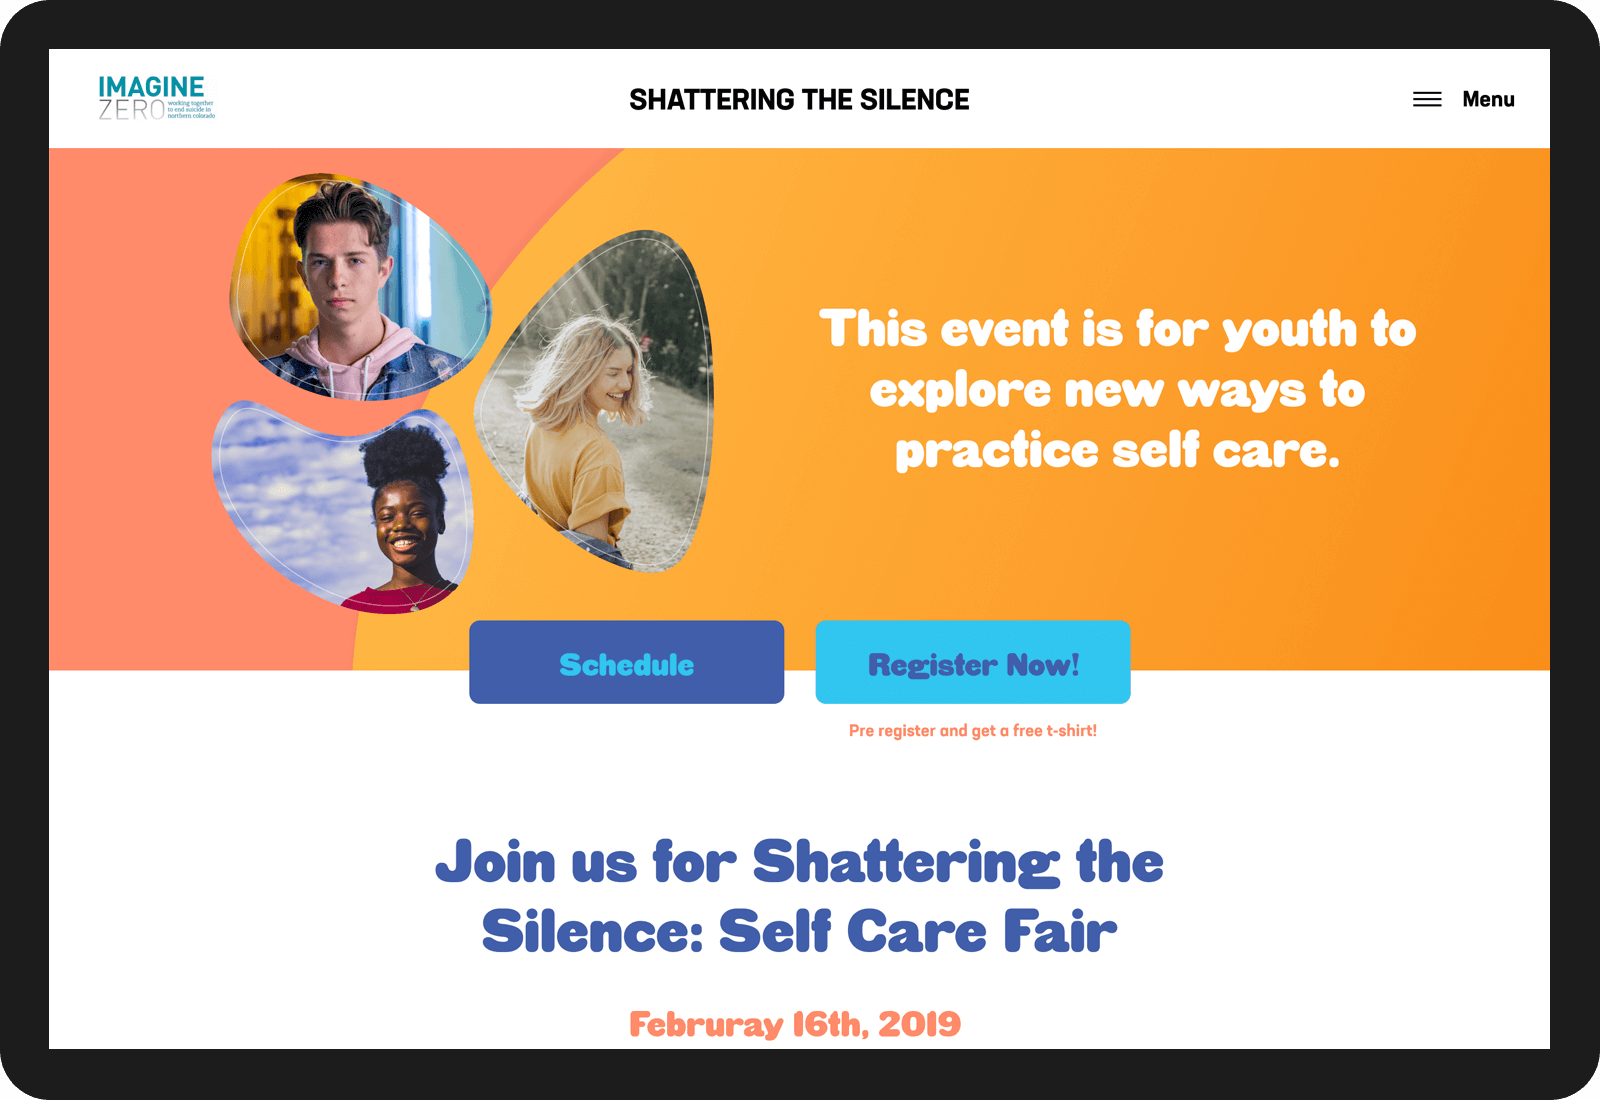 IMAGINE
ZERO
working together
to end suicide in
northern colorado
SHATTERING THE SILENCE
Menu
This event is for youth to
explore new ways to
practice self care.
Schedule
Register Now!
Pre register and get a free t-shirt!
Join us for Shattering the
Silence: Self Care Fair
Februray 16th, 2019